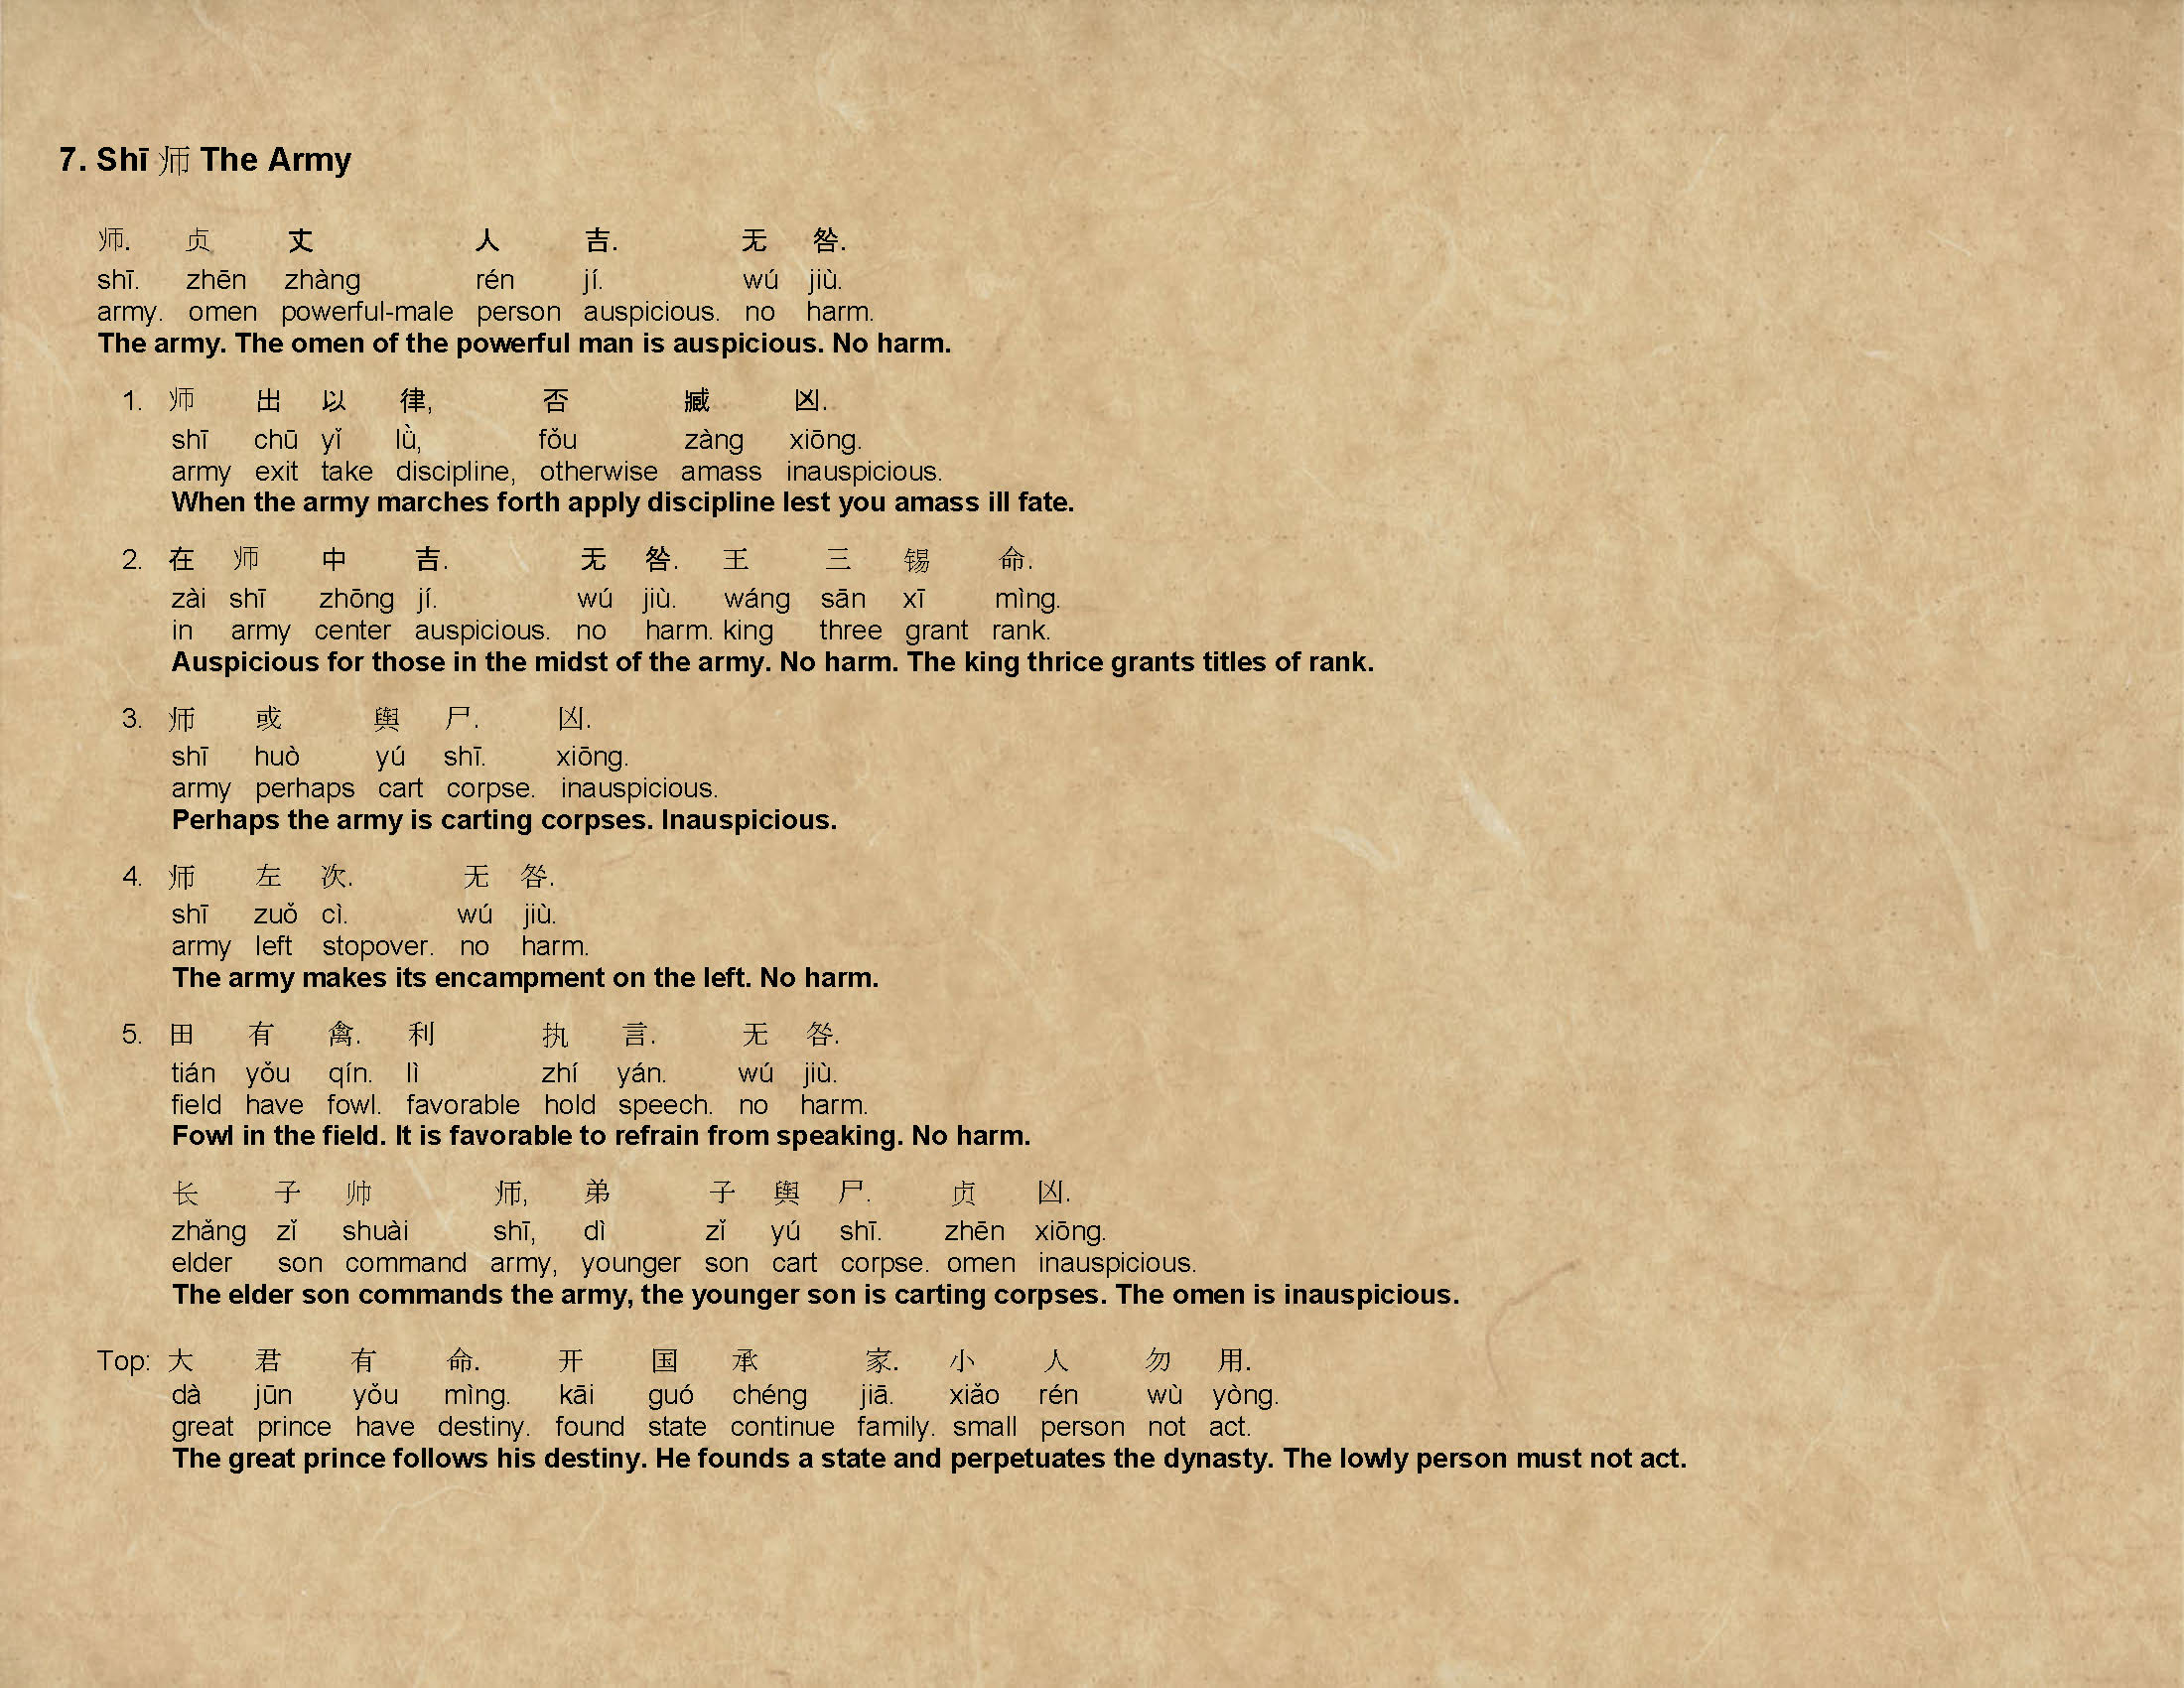 7. Shī 师 The Army
师. 贞 丈 人 吉. 无 咎.
shī. zhēn zhàng rén jí. wú jiù.
army. omen powerful-male person auspicious. no harm.
The army. The omen of the powerful man is auspicious. No harm.
1. 师 出 以 律, 否 臧 凶.
shī chū yǐ lǜ, fǒu zàng xiōng.
army exit take discipline, otherwise amass inauspicious.
When the army marches forth apply discipline lest you amass ill fate.
2. 在 师 中 吉. 无 咎. 王 三 锡 命.
zài shī zhōng jí. wú jiù. wáng sān xī mìng.
in army center auspicious. no harm. king three grant rank.
Auspicious for those in the midst of the army. No harm. The king thrice grants titles of rank.
3. 师 或 舆 尸. 凶.
shī huò yú shī. xiōng.
army perhaps cart corpse. inauspicious.
Perhaps the army is carting corpses. Inauspicious.
4. 师 左 次. 无 咎.
shī zuǒ cì. wú jiù.
army left stopover. no harm.
The army makes its encampment on the left. No harm.
5. 田 有 禽. 利 执 言. 无 咎.
tián yǒu qín. lì zhí yán. wú jiù.
field have fowl. favorable hold speech. no harm.
Fowl in the field. It is favorable to refrain from speaking. No harm.
长 子 帅 师, 弟 子 舆 尸. 贞 凶.
zhǎng zǐ shuài shī, dì zǐ yú shī. zhēn xiōng.
elder son command army, younger son cart corpse. omen inauspicious.
The elder son commands the army, the younger son is carting corpses. The omen is inauspicious.
Top: 大 君 有 命. 开 国 承 家. 小 人 勿 用.
dà jūn yǒu mìng. kāi guó chéng jiā. xiǎo rén wù yòng.
great prince have destiny. found state continue family. small person not act.
The great prince follows his destiny. He founds a state and perpetuates the dynasty. The lowly person must not act.